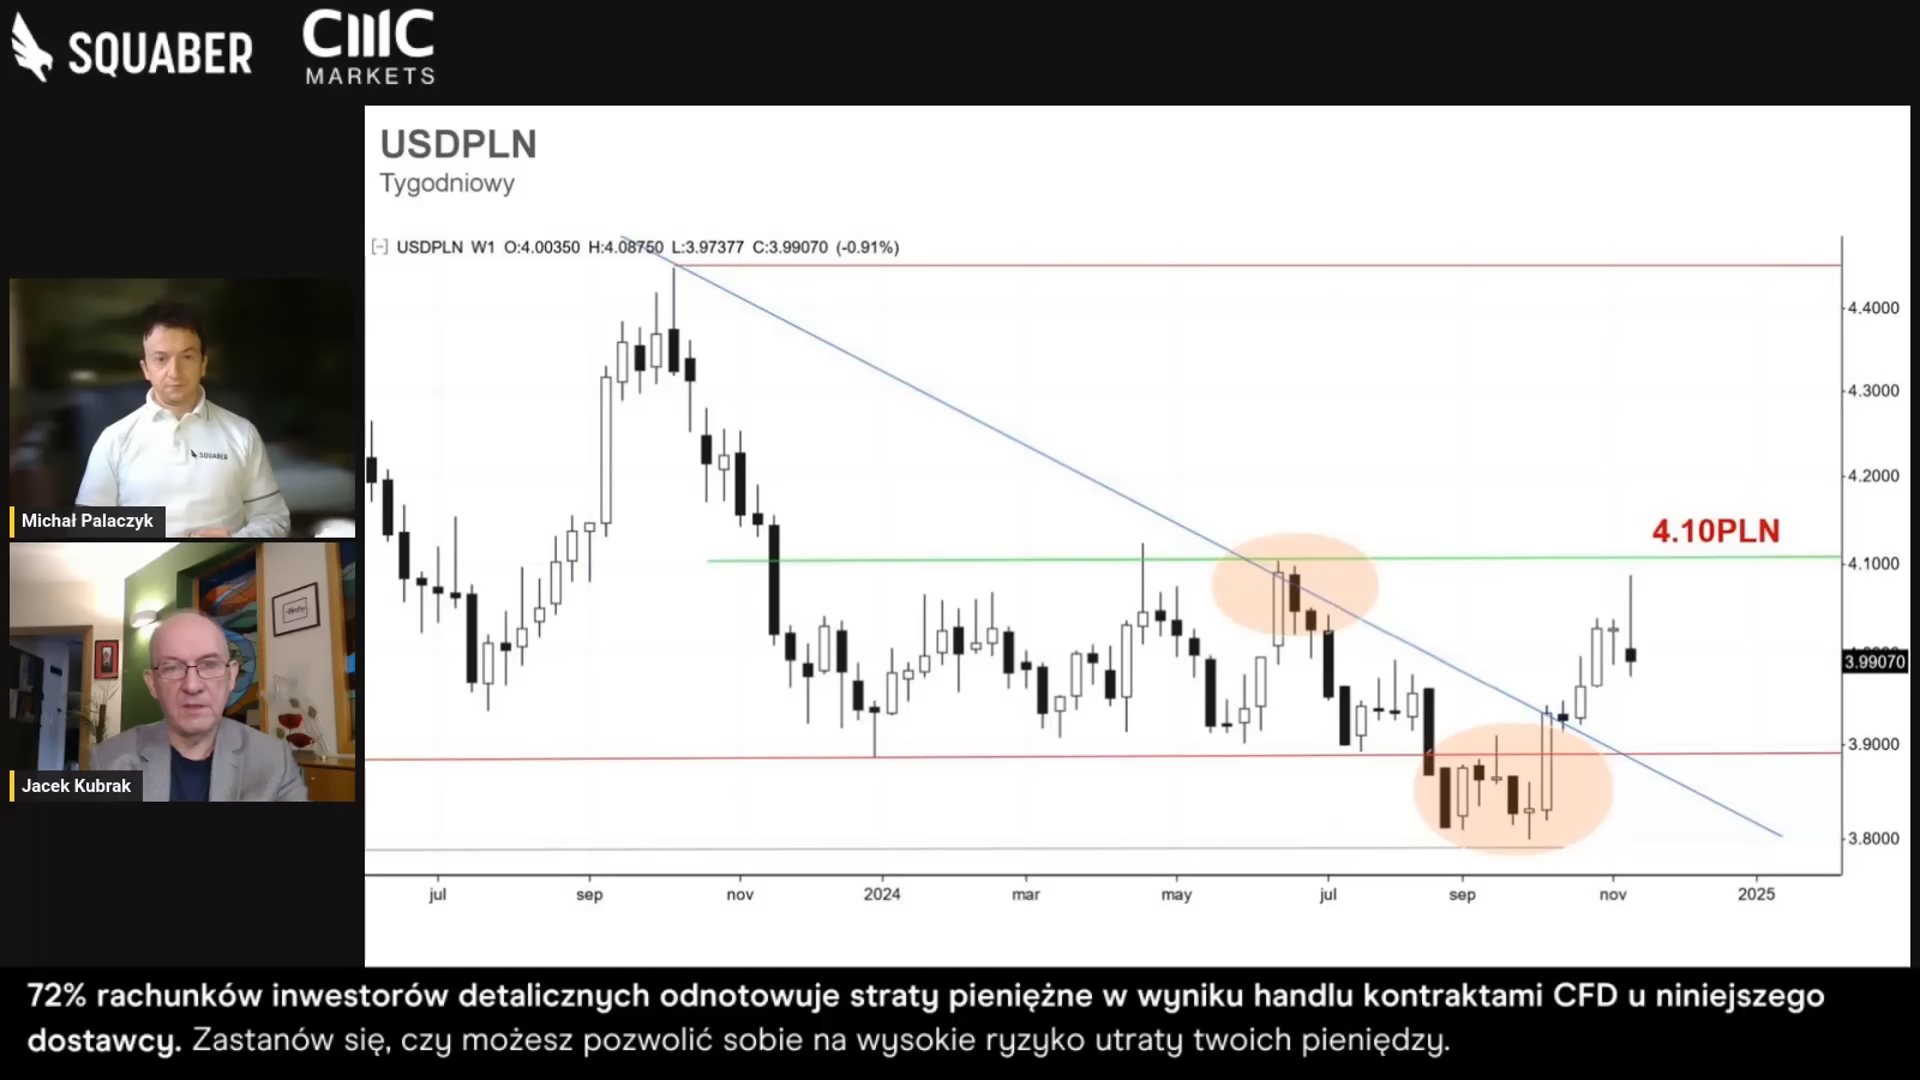 SQUABER
CMC
MARKETS
USDPLN
Tygodniowy
[-] USDPLN W1 O:4.00350 H:4.08750 L:3.97377 C:3.99070 (-0.91%)
4.4000
4.3000
4.2000
4.10PLN
4.1000
3.99070
3.9000
3.8000
jul sep nov 2024 mar may jul sep nov 2025
SQUABER
Michał Palaczyk
Jacek Kubrak
72% rachunków inwestorów detalicznych odnotowuje straty pieniężne w wyniku handlu kontraktami CFD u niniejszego
dostawcy. Zastanów się, czy możesz pozwolić sobie na wysokie ryzyko utraty twoich pieniędzy.